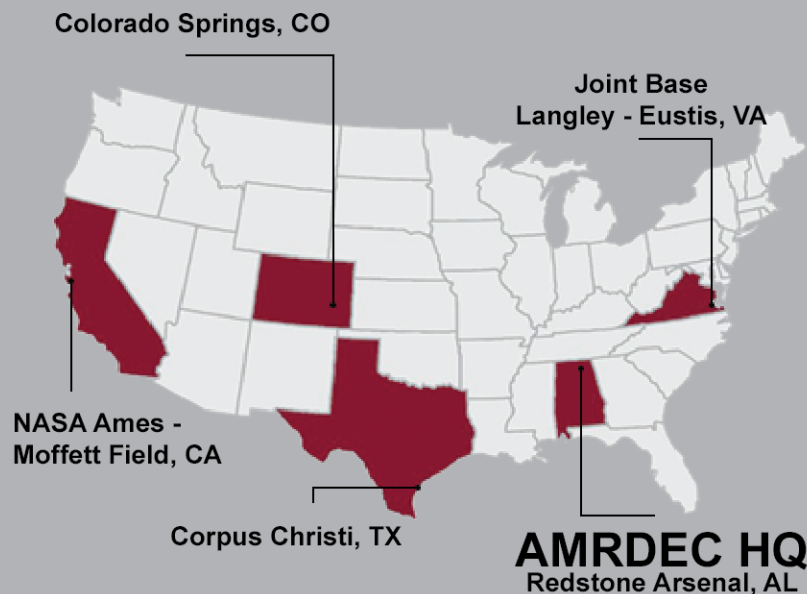 Colorado Springs, CO
Joint Base
Langley - Eustis, VA
NASA Ames -
Moffett Field, CA
Corpus Christi, TX
AMRDEC HQ
Redstone Arsenal, AL